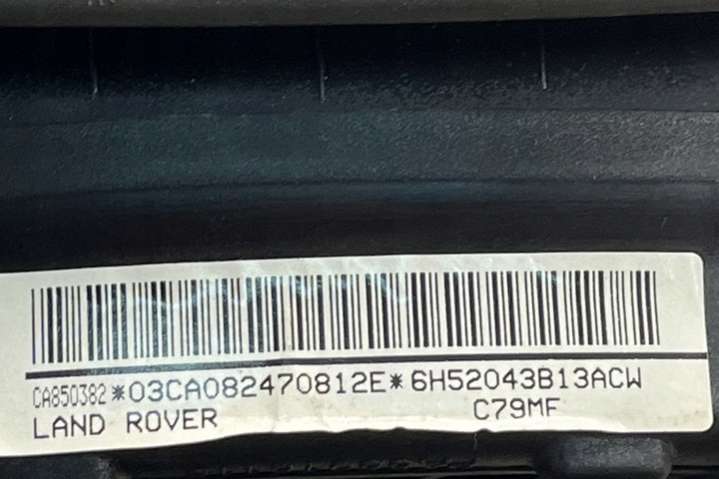 CA850382*03CA082470812E*6H52043B13ACW
LAND ROVER C79MF